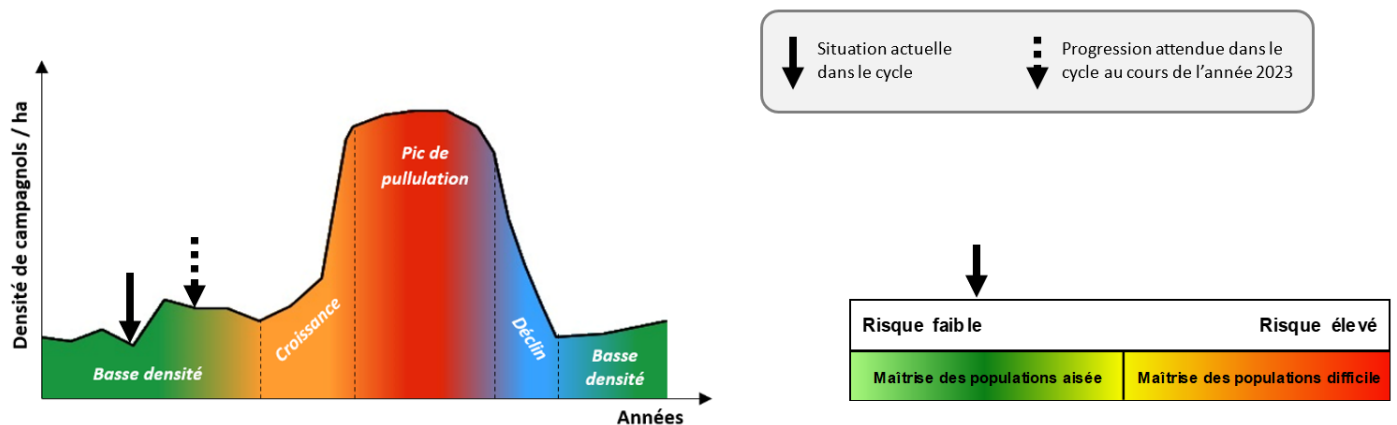 Situation actuelle
dans le cycle
Progression attendue dans le
cycle au cours de l'année 2023
Densité de campagnols / ha
Pic de
pullulation
Croissance
Déclin
Basse densité
Basse
densité
Années
Risque faible
Risque élevé
Maîtrise des populations aisée
Maîtrise des populations difficile